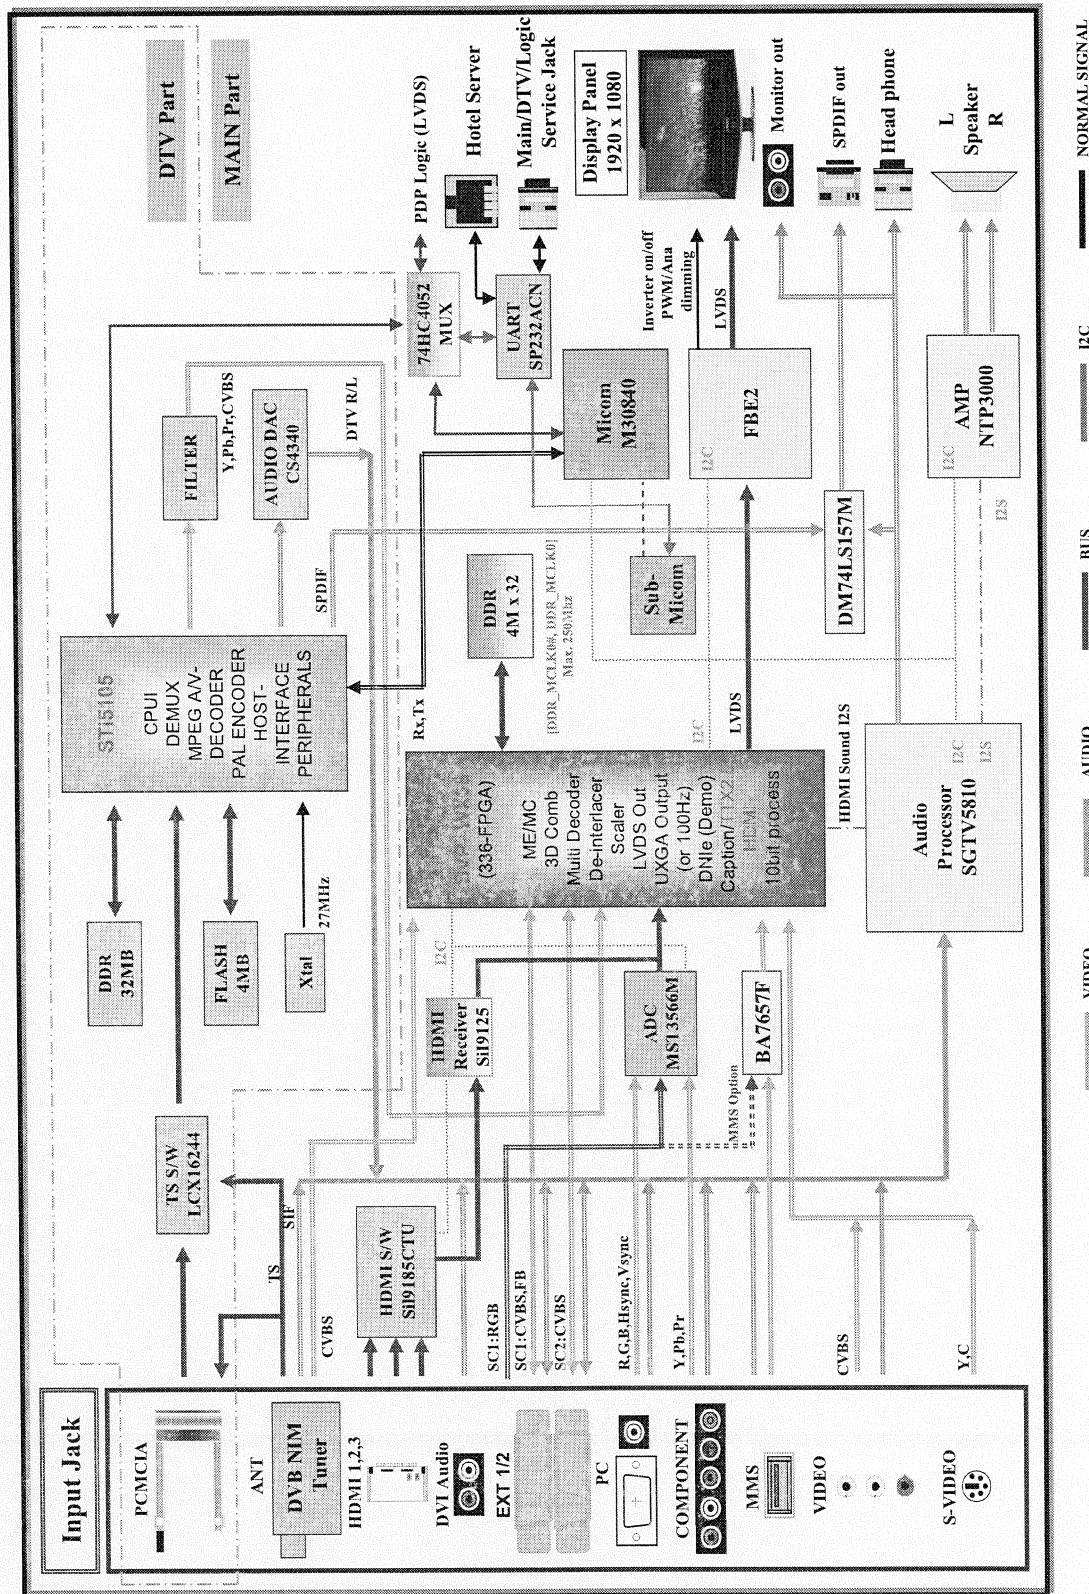 Input Jack
PCMCIA
ANT
DVB NIM
Tuner
HDMI 1,2,3
DVI Audio
EXT 1/2
PC
COMPONENT
MMS
VIDEO
S-VIDEO
TS S/W
LCX16244
TS
SIF
CVBS
HDMI S/W
SiI9185CTU
SC1:RGB
SC1:CVBS,FB
SC2:CVBS
R,G,B,Hsync,Vsync
Y,Pb,Pr
CVBS
Y,C
DDR
32MB
FLASH
4MB
Xtal
27MHz
HDMI
Receiver
SiI9125
I2C
ADC
MST3566M
MMS Option
BA7657F
STi5105
CPUI
DEMUX
MPEG A/V-
DECODER
PAL ENCODER
HOST-
INTERFACE
PERIPHERALS
(336-FPGA)
ME/MC
3D Comb
Multi Decoder
De-interlacer
Scaler
LVDS Out
UXGA Output
(or 100Hz)
DNIe (Demo)
Caption/TTX2
10bit process
HDMI Sound I2S
Audio
Processor
SGTV5810
I2C
I2S
FILTER
Y,Pb,Pr,CVBS
AUDIO DAC
CS4340
DTV R/L
SPDIF
Rx,Tx
DDR
4M x 32
[DDR_MCLK0#, DDR_MCLK0]
Max. 250Mhz
Sub-
Micom
I2C
LVDS
DM74LS157M
DTV Part
MAIN Part
74HC4052
MUX
PDP Logic (LVDS)
UART
SP232ACN
Hotel Server
Main/DTV/Logic
Service Jack
Micom
M30840
Inverter on/off
PWM/Ana
dimming
LVDS
FBE2
I2C
AMP
NTP3000
I2C
I2S
Display Panel
1920 x 1080
Monitor out
SPDIF out
Head phone
L
Speaker
R
VIDEO
AUDIO
BUS
I2C
NORMAL SIGNAL